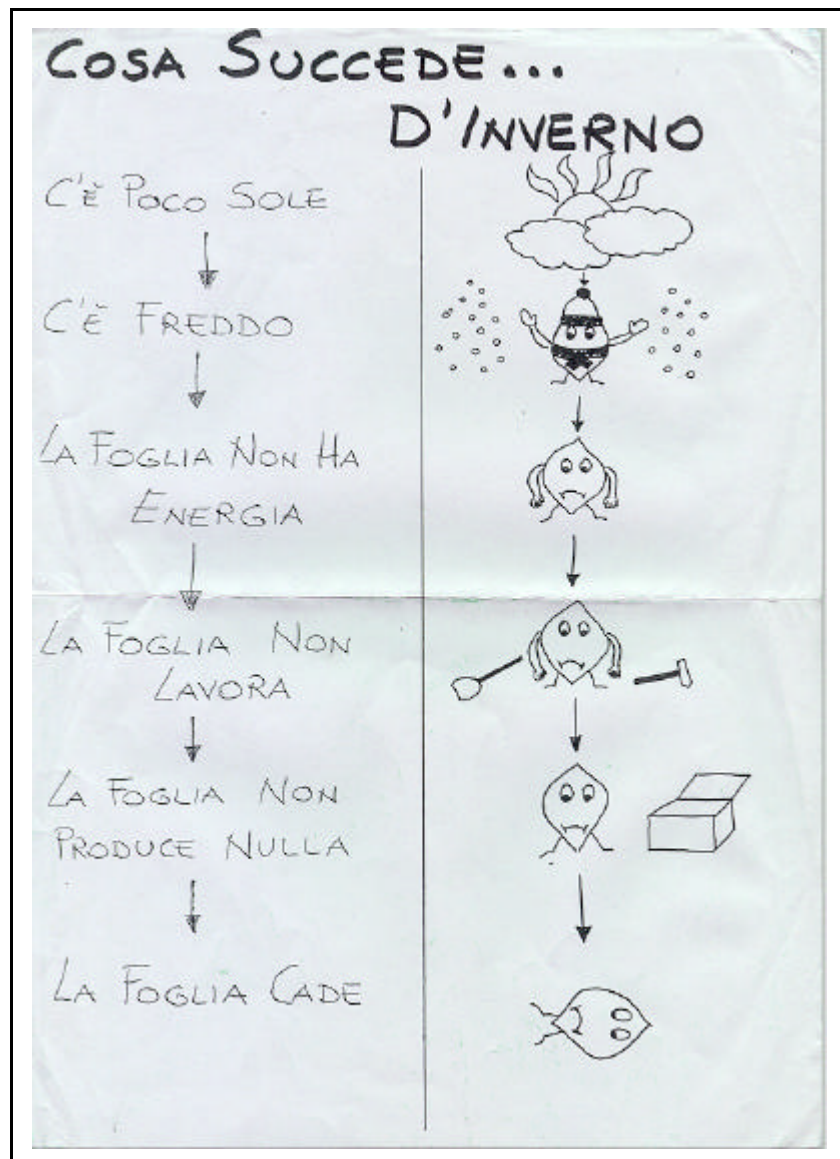 COSA SUCCEDE...
D'INVERNO
C'È POCO SOLE
C'È FREDDO
LA FOGLIA NON HA
ENERGIA
LA FOGLIA NON
LAVORA
LA FOGLIA NON
PRODUCE NULLA
LA FOGLIA CADE